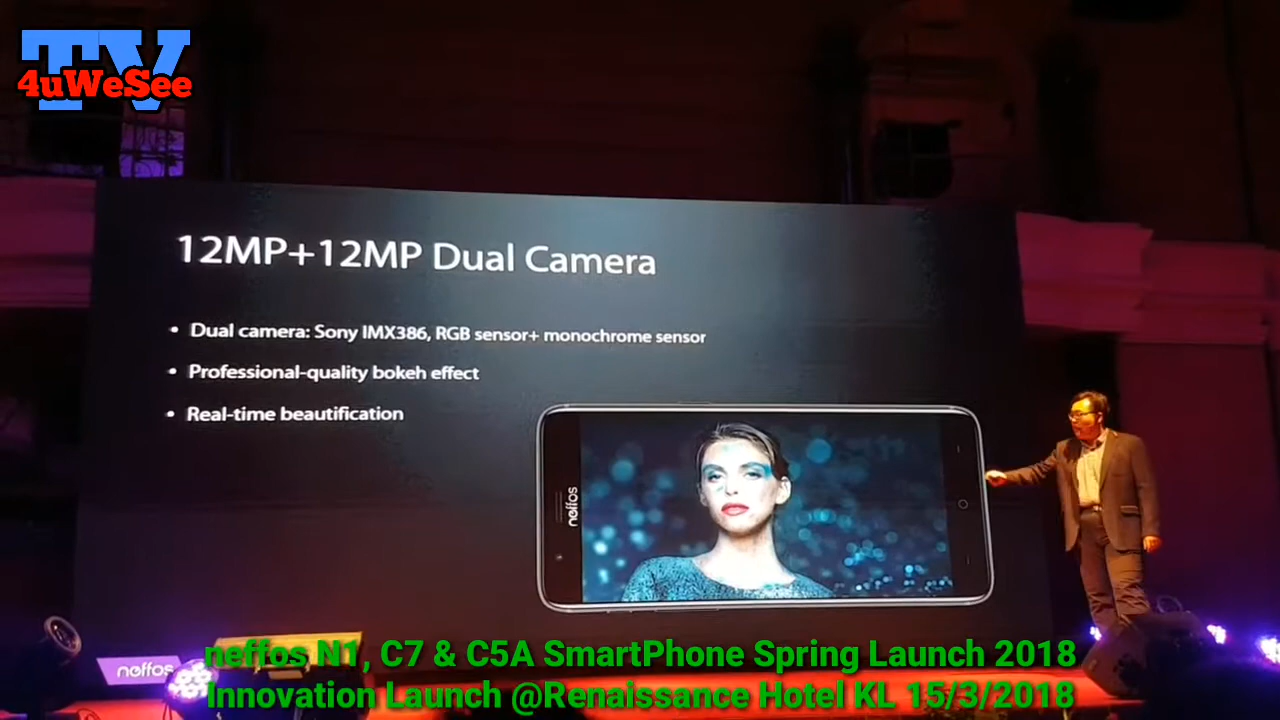 TV
4uWeSee
12MP+12MP Dual Camera
• Dual camera: Sony IMX386, RGB sensor+ monochrome sensor
• Professional-quality bokeh effect
• Real-time beautification
neffos
neffos
neffos N1, C7 & C5A SmartPhone Spring Launch 2018
Innovation Launch @Renaissance Hotel KL 15/3/2018